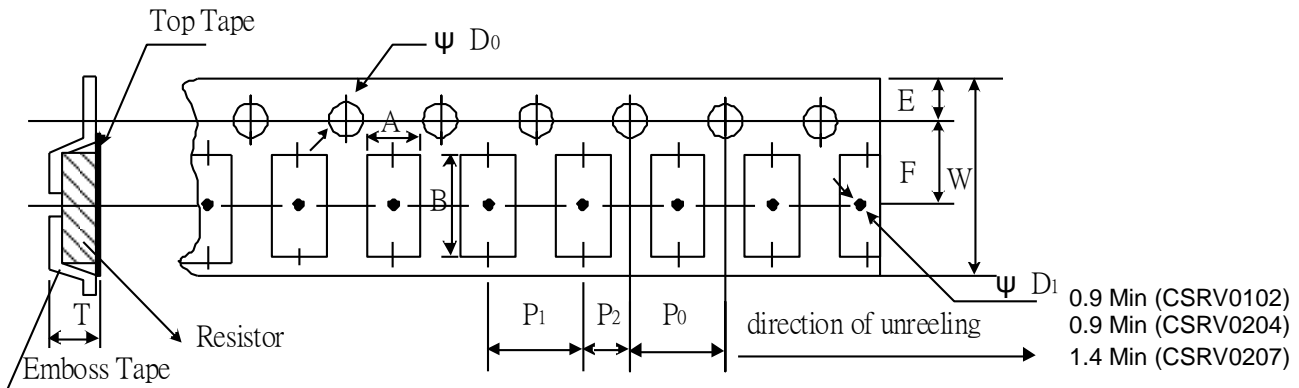 Top Tape
Ψ D0
E
A
F
W
B
Ψ D1
0.9 Min (CSRV0102)
T
Resistor
P1
P2
P0
direction of unreeling
0.9 Min (CSRV0204)
Emboss Tape
1.4 Min (CSRV0207)